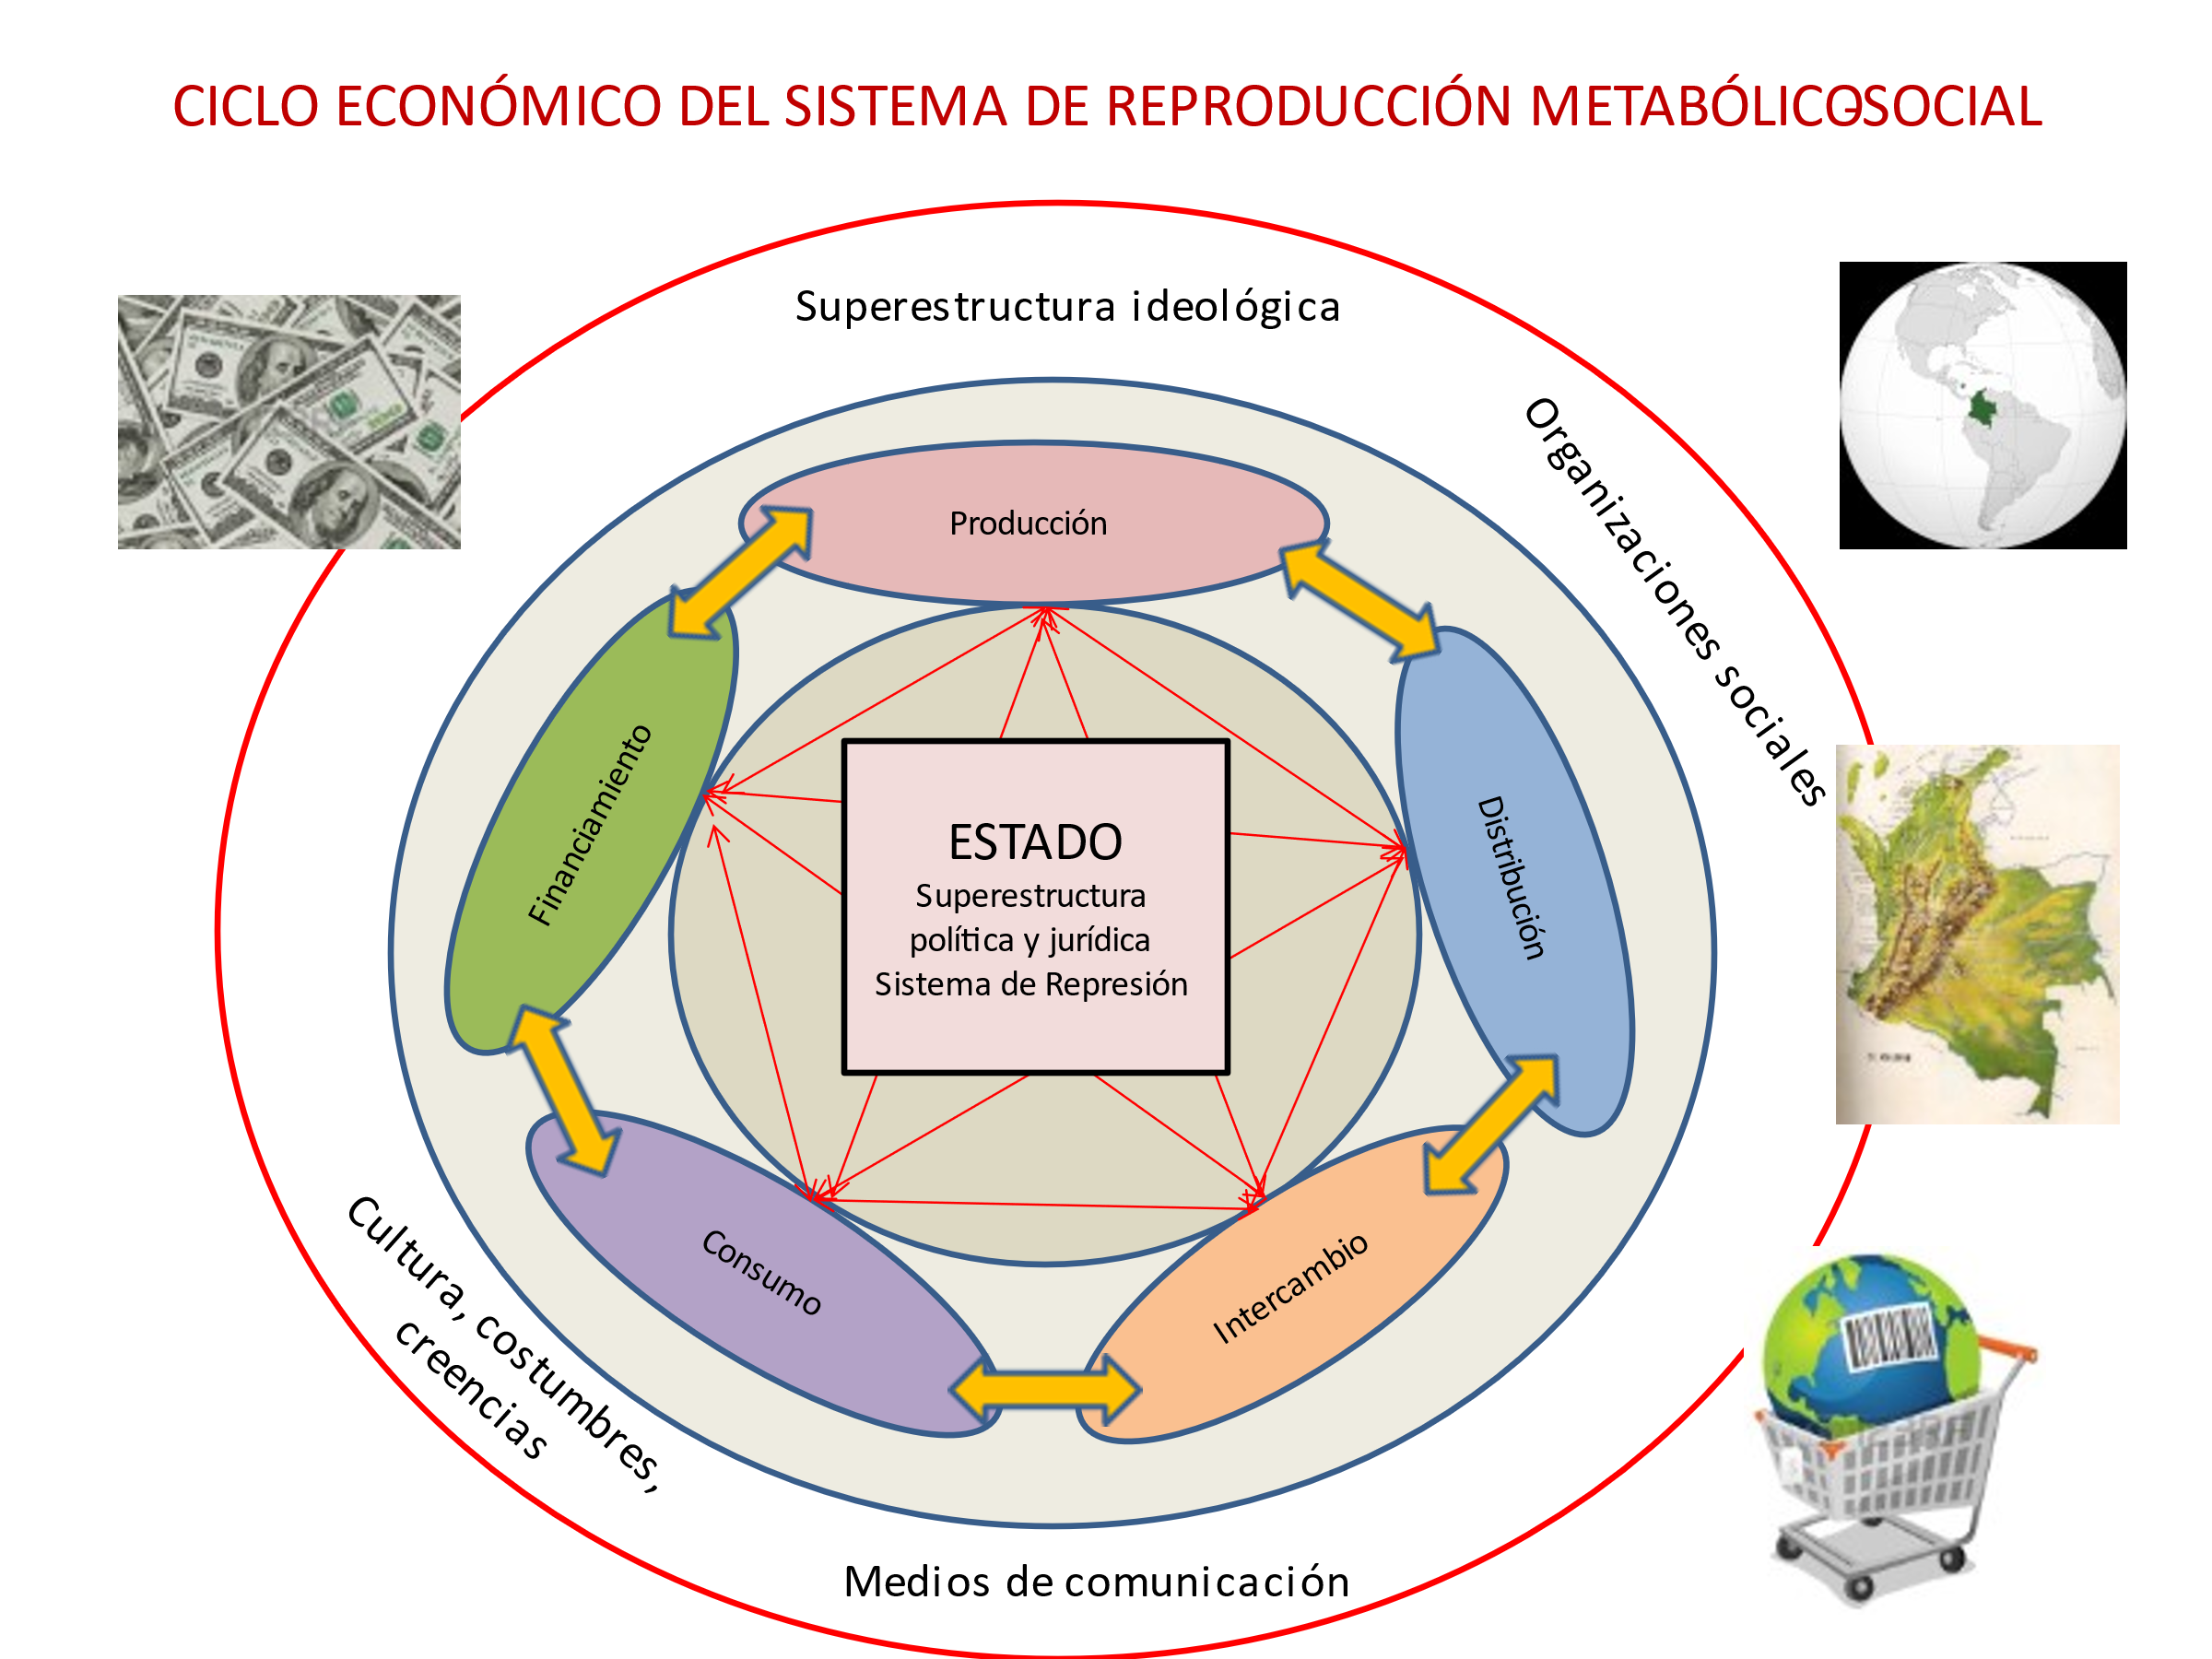 CICLO ECONÓMICO DEL SISTEMA DE REPRODUCCIÓN METABÓLICO-SOCIAL
Superestructura ideológica
Organizaciones sociales
Producción
Financiamiento
Distribución
ESTADO
Superestructura
política y jurídica
Sistema de Represión
Consumo
Intercambio
Cultura, costumbres,
creencias
Medios de comunicación